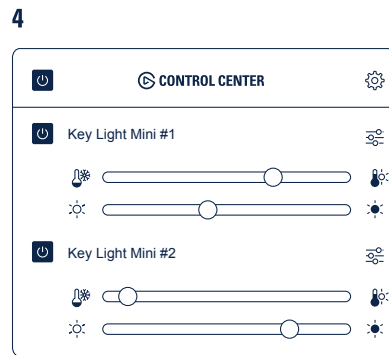 4
CONTROL CENTER
Key Light Mini #1
Key Light Mini #2